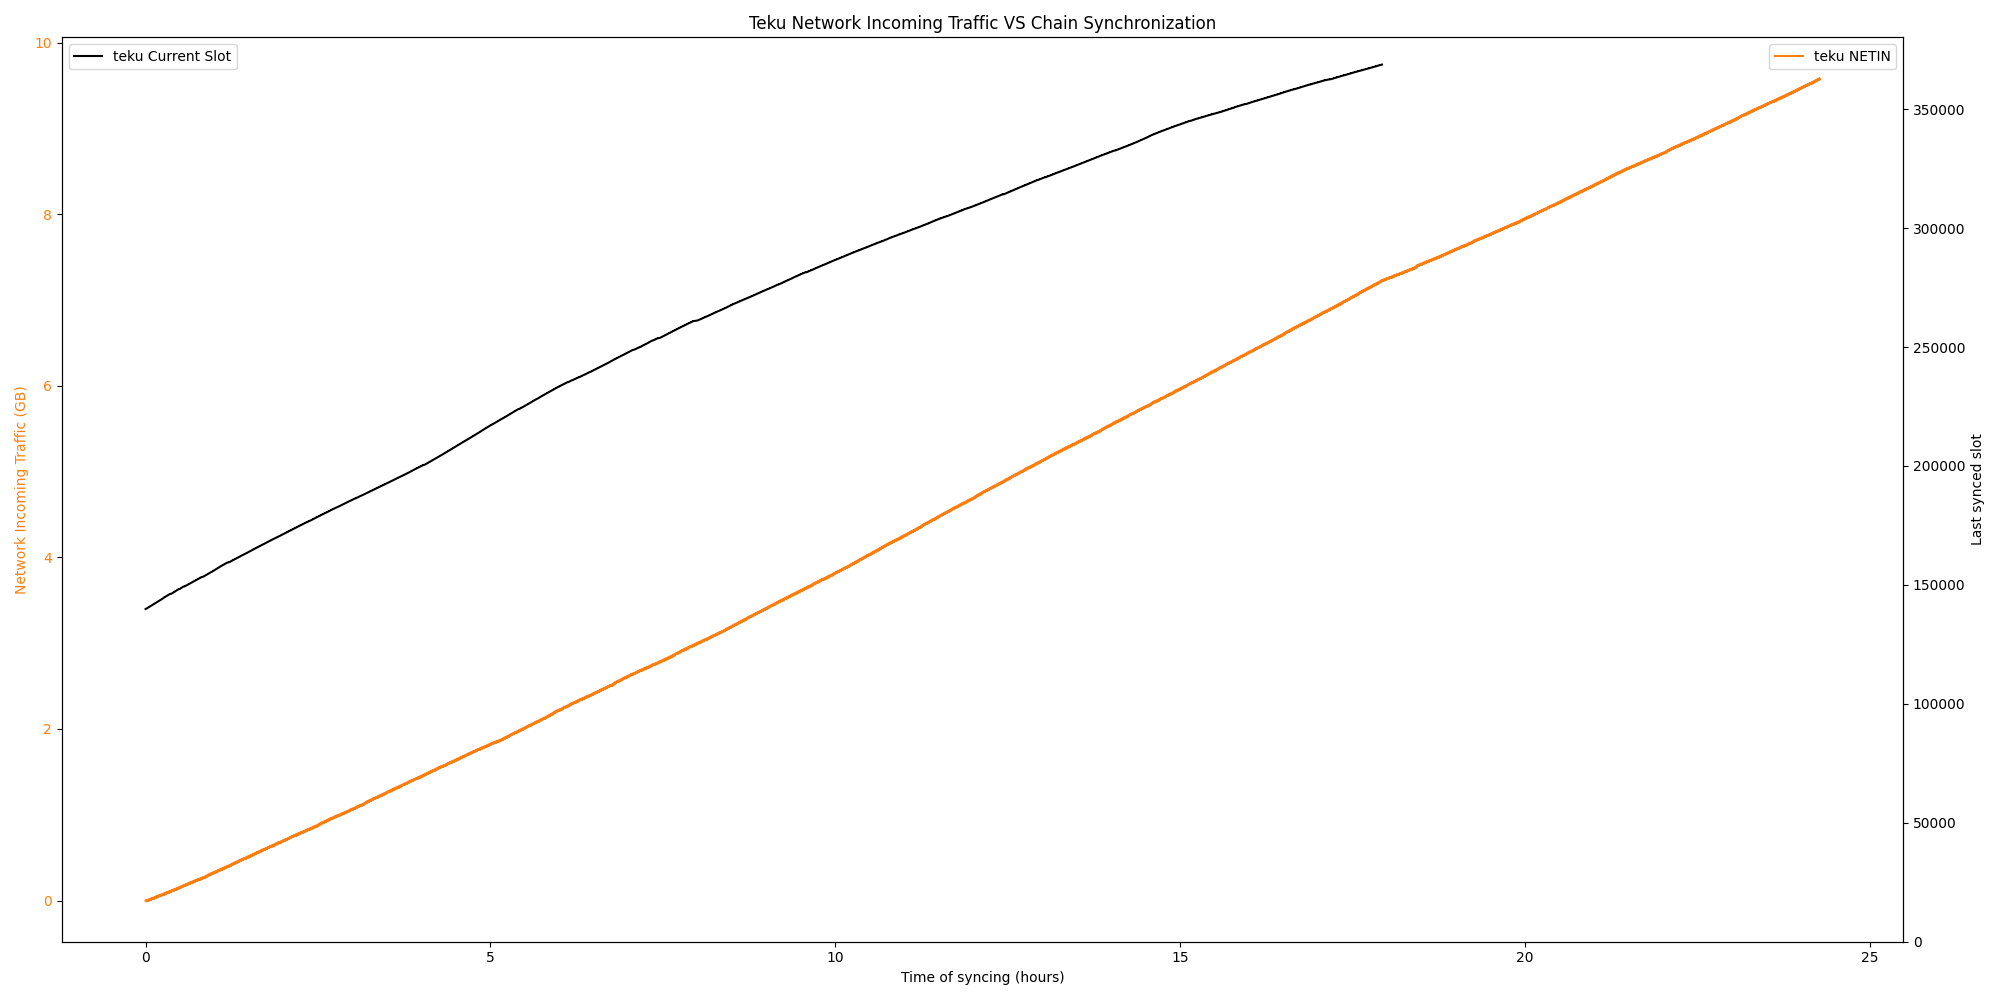 Teku Network Incoming Traffic VS Chain Synchronization
teku Current Slot
teku NETIN
Network Incoming Traffic (GB)
10
8
6
4
2
0
350000
300000
250000
200000
150000
100000
50000
0
Last synced slot
0 5 10 15 20 25
Time of syncing (hours)